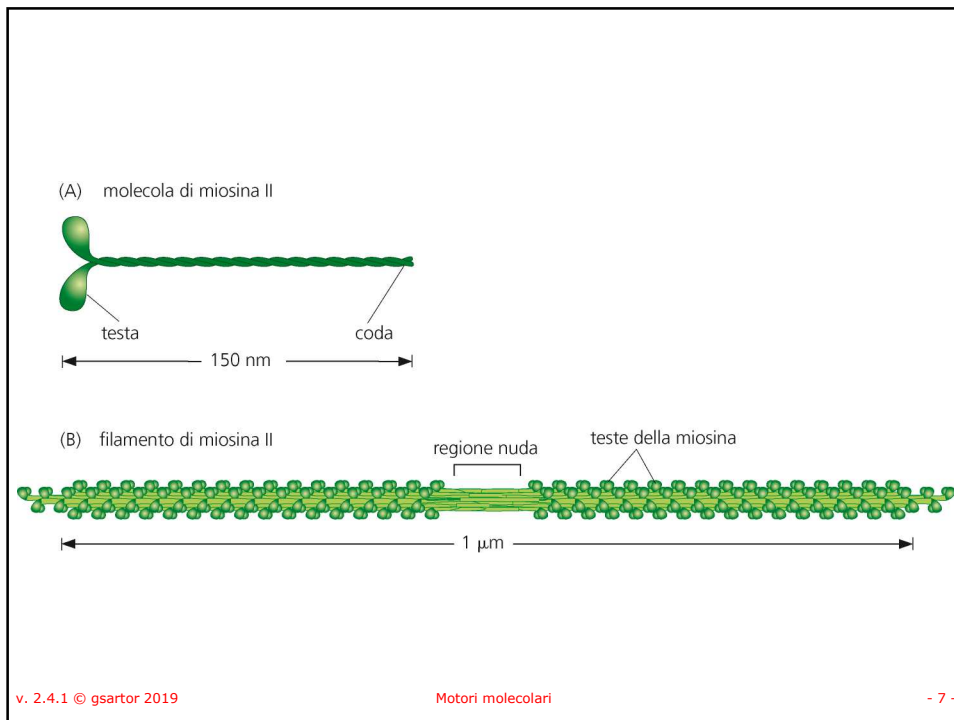 (A) molecola di miosina II
testa
coda
150 nm
(B) filamento di miosina II
regione nuda
teste della miosina
1 μm
v. 2.4.1 © gsartor 2019
Motori molecolari
- 7 -